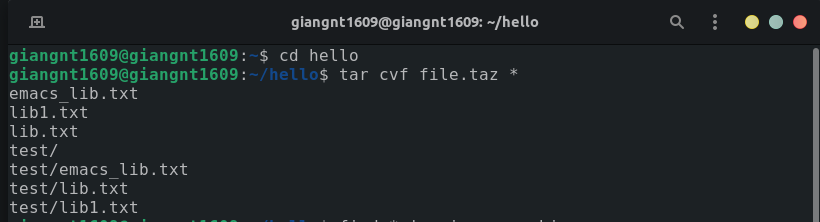 giangnt1609@giangnt1609: ~/hello
giangnt1609@giangnt1609:~$ cd hello
giangnt1609@giangnt1609:~/hello$ tar cvf file.taz *
emacs_lib.txt
lib1.txt
lib.txt
test/
test/emacs_lib.txt
test/lib.txt
test/lib1.txt